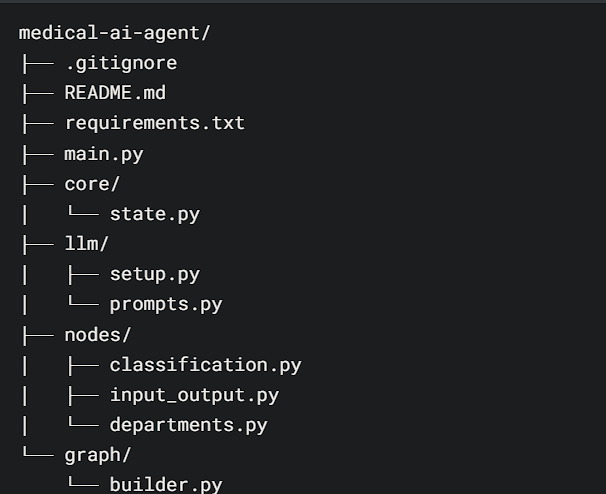 medical-ai-agent/
├── .gitignore
├── README.md
├── requirements.txt
├── main.py
├── core/
│   └── state.py
├── llm/
│   ├── setup.py
│   └── prompts.py
├── nodes/
│   ├── classification.py
│   ├── input_output.py
│   └── departments.py
└── graph/
    └── builder.py